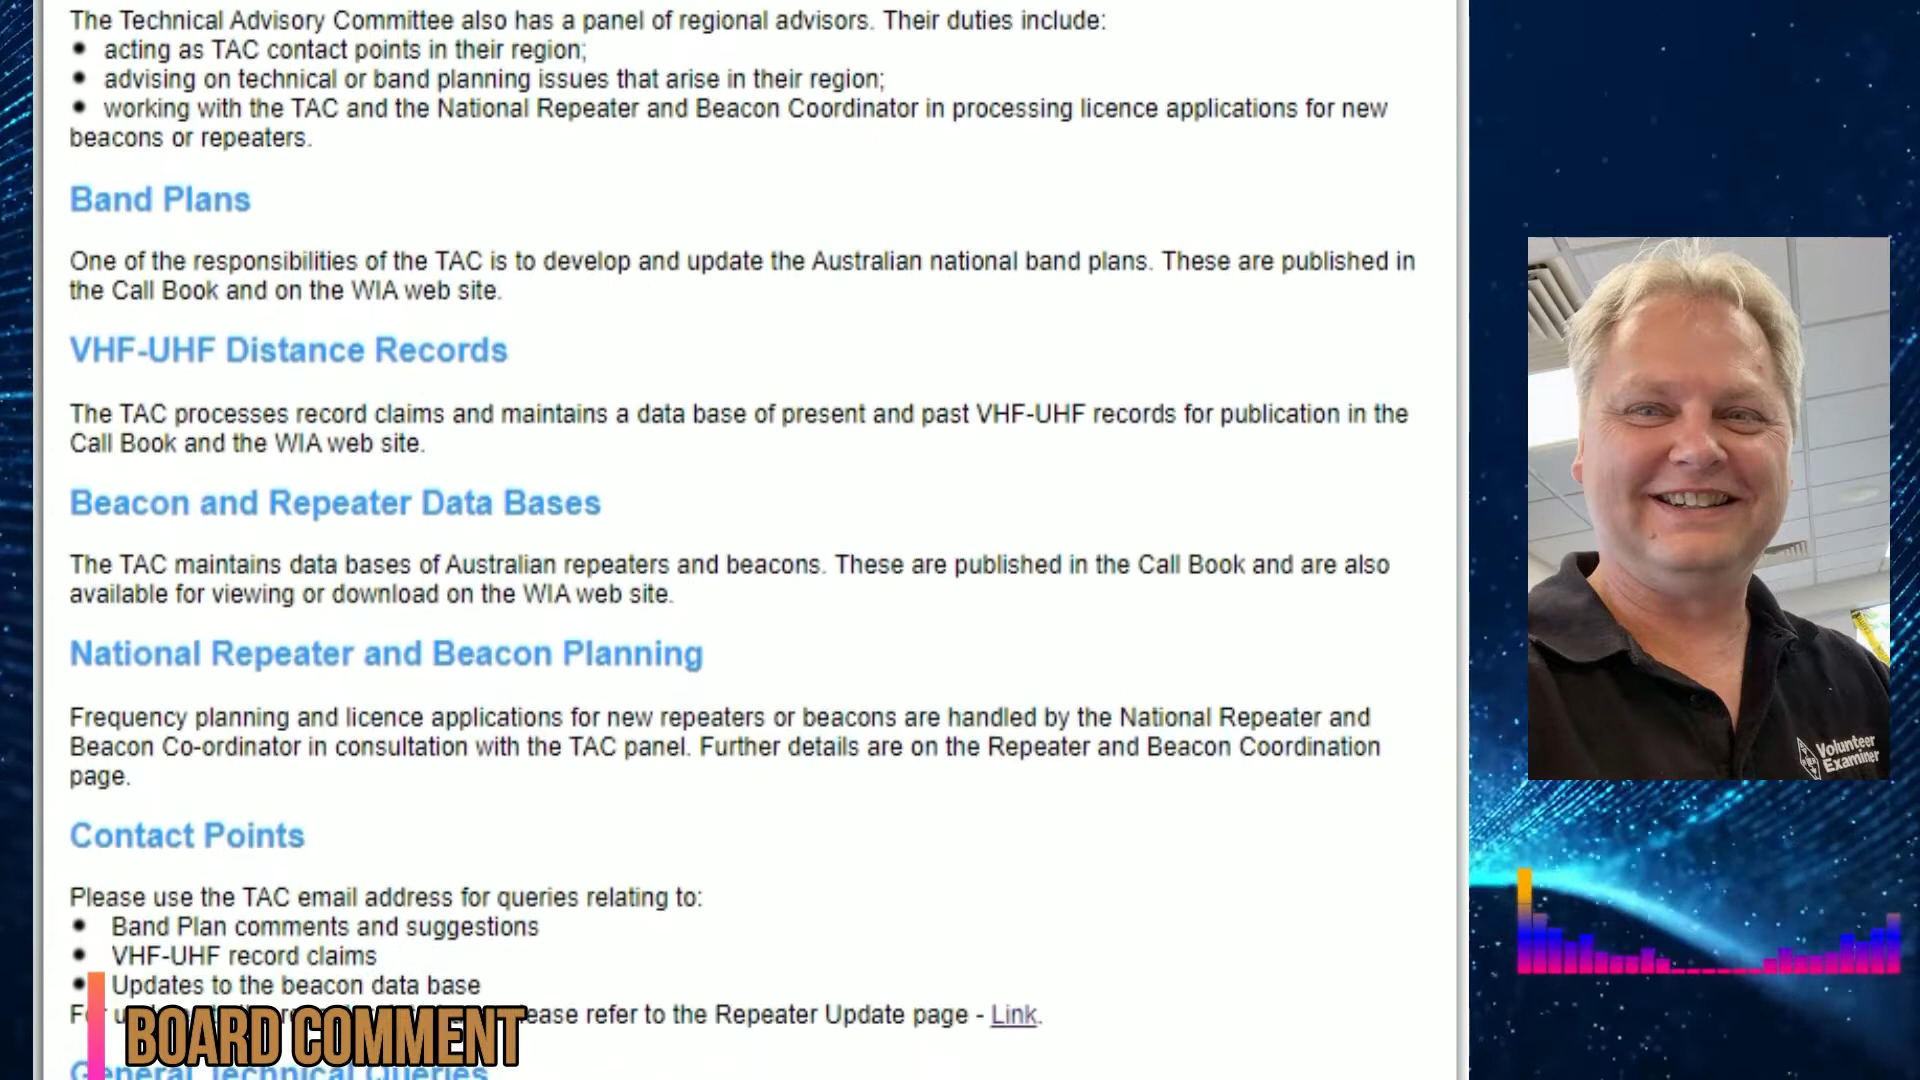 The Technical Advisory Committee also has a panel of regional advisors. Their duties include:
• acting as TAC contact points in their region;
• advising on technical or band planning issues that arise in their region;
• working with the TAC and the National Repeater and Beacon Coordinator in processing licence applications for new
beacons or repeaters.
Band Plans
One of the responsibilities of the TAC is to develop and update the Australian national band plans. These are published in
the Call Book and on the WIA web site.
VHF-UHF Distance Records
The TAC processes record claims and maintains a data base of present and past VHF-UHF records for publication in the
Call Book and the WIA web site.
Beacon and Repeater Data Bases
The TAC maintains data bases of Australian repeaters and beacons. These are published in the Call Book and are also
available for viewing or download on the WIA web site.
National Repeater and Beacon Planning
Frequency planning and licence applications for new repeaters or beacons are handled by the National Repeater and
Beacon Co-ordinator in consultation with the TAC panel. Further details are on the Repeater and Beacon Coordination
page.
Contact Points
Please use the TAC email address for queries relating to:
• Band Plan comments and suggestions
• VHF-UHF record claims
• Updates to the beacon data base
refer to the Repeater Update page - Link.
BOARD COMMENT
General Technical Queries
Volunteer
Examiner